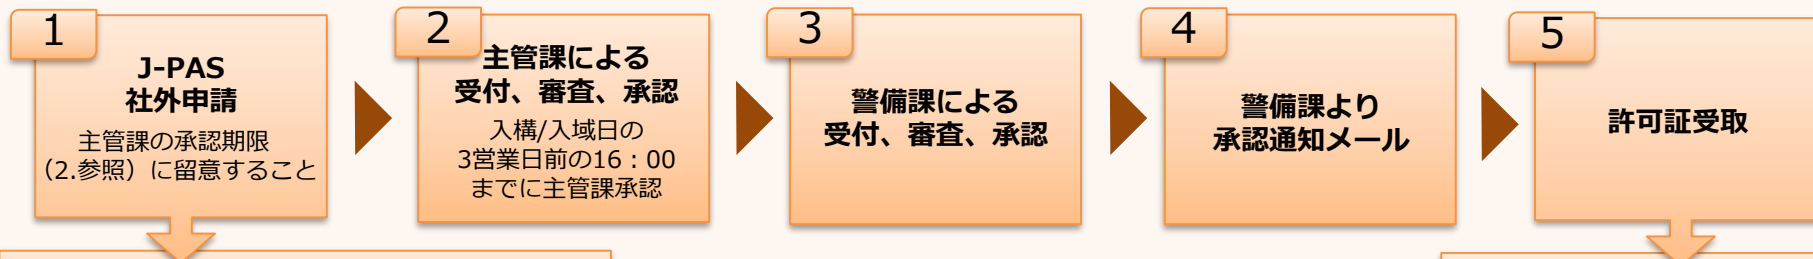 1
J-PAS
社外申請
主管課の承認期限
（2.参照）に留意すること
2
主管課による
受付、審査、承認
入構/入域日の
3営業日前の16：00
までに主管課承認
3
警備課による
受付、審査、承認
4
警備課より
承認通知メール
5
許可証受取